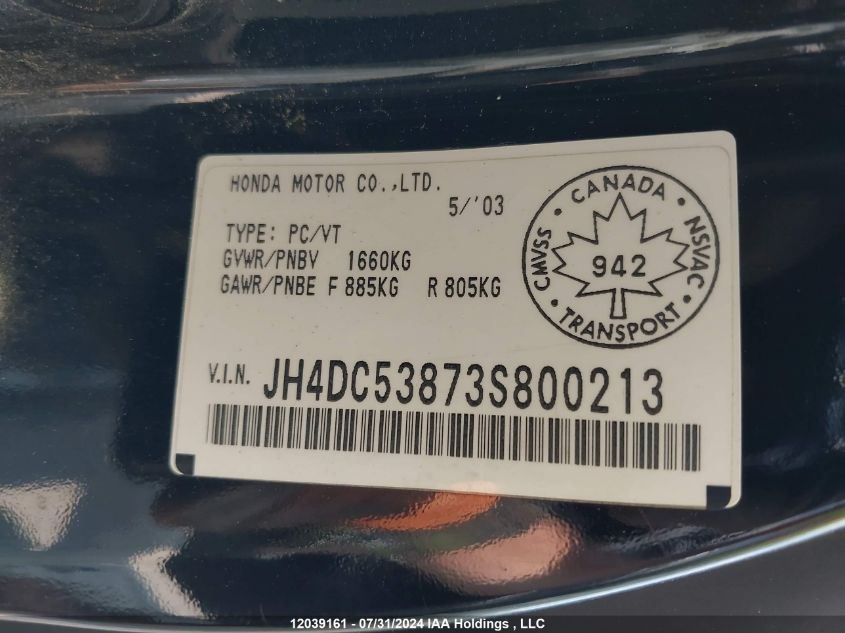 HONDA MOTOR CO.,LTD.
5/'03
TYPE: PC/VT
GVWR/PNBV 1660KG
GAWR/PNBE F 885KG R 805KG
CANADA • NSVAC • TRANSPORT • CMVSS •
942
V.I.N. JH4DC53873S800213
12039161 - 07/31/2024 IAA Holdings , LLC